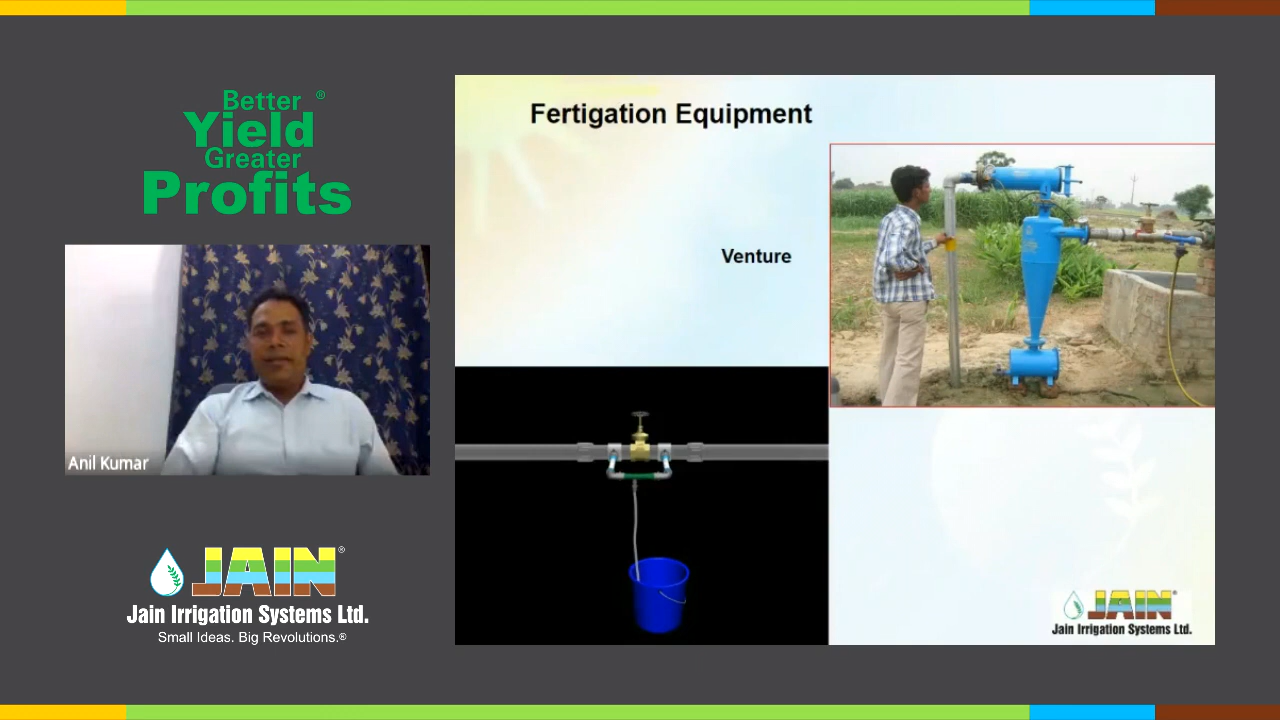 Better ®
Yield
Greater
Profits
Anil Kumar
JAIN®
Jain Irrigation Systems Ltd.
Small Ideas. Big Revolutions.®
Fertigation Equipment
Venture
JAIN®
Jain Irrigation Systems Ltd.